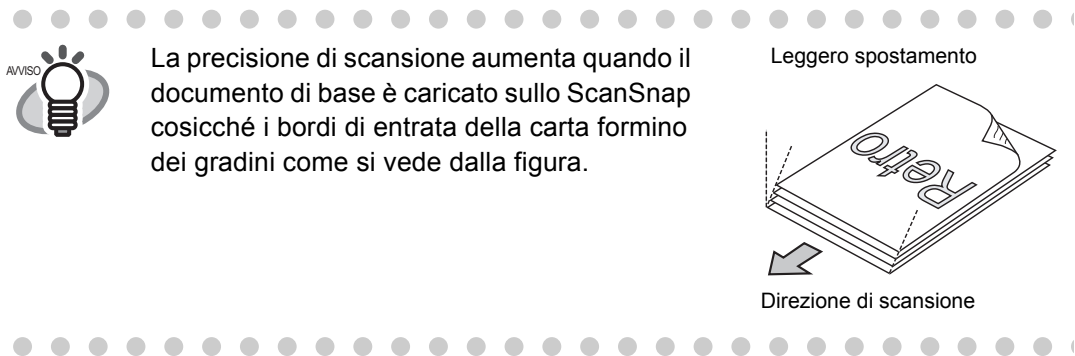 AVVISO
La precisione di scansione aumenta quando il
documento di base è caricato sullo ScanSnap
cosicché i bordi di entrata della carta formino
dei gradini come si vede dalla figura.
Leggero spostamento
Retro
Direzione di scansione